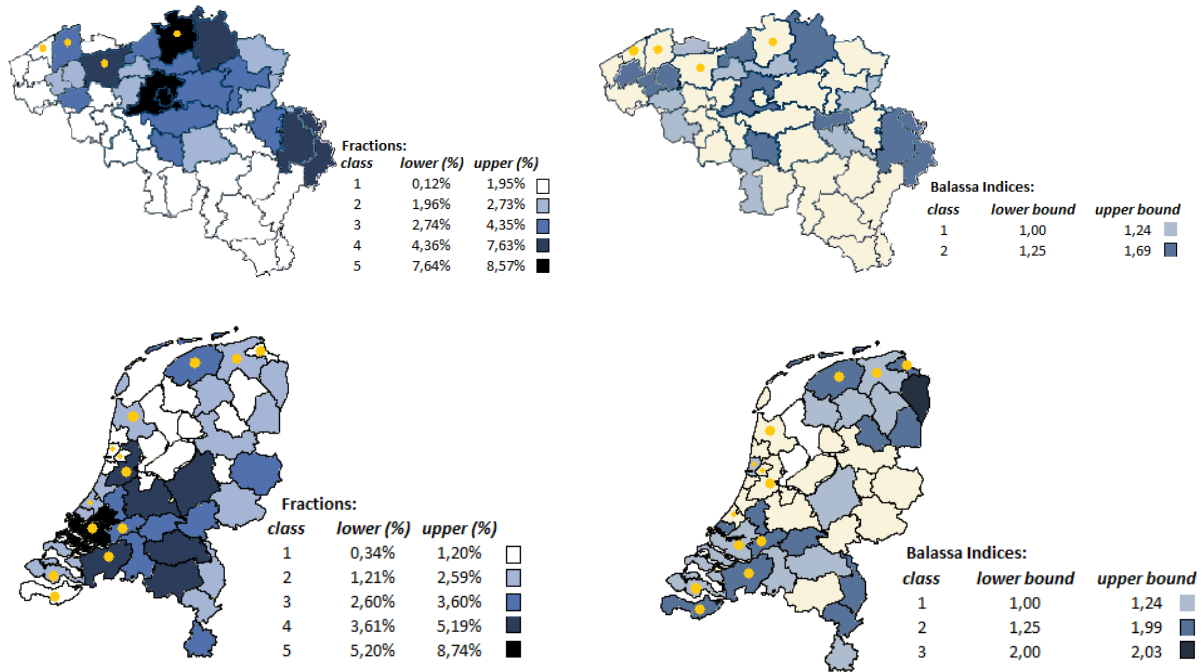 Fractions:
class lower (%) upper (%)
1 0,12% 1,95%
2 1,96% 2,73%
3 2,74% 4,35%
4 4,36% 7,63%
5 7,64% 8,57%
Balassa Indices:
class lower bound upper bound
1 1,00 1,24
2 1,25 1,69
Fractions:
class lower (%) upper (%)
1 0,34% 1,20%
2 1,21% 2,59%
3 2,60% 3,60%
4 3,61% 5,19%
5 5,20% 8,74%
Balassa Indices:
class lower bound upper bound
1 1,00 1,24
2 1,25 1,99
3 2,00 2,03